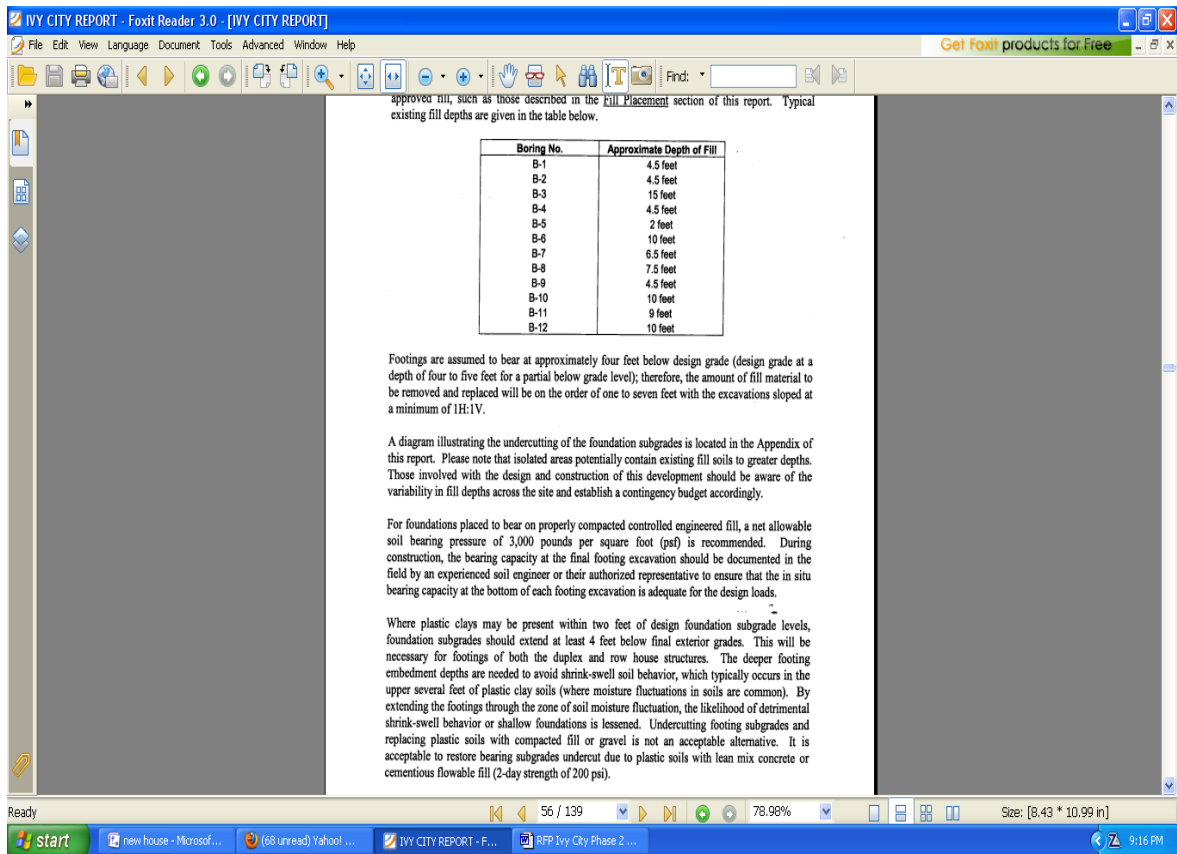 IVY CITY REPORT - Foxit Reader 3.0 - [IVY CITY REPORT]
File Edit View Language Document Tools Advanced Window Help
Get Foxit products for Free
Find:
approved fill, such as those described in the Fill Placement section of this report. Typical
existing fill depths are given in the table below.
Boring No. Approximate Depth of Fill
B-1 4.5 feet
B-2 4.5 feet
B-3 15 feet
B-4 4.5 feet
B-5 2 feet
B-6 10 feet
B-7 6.5 feet
B-8 7.5 feet
B-9 4.5 feet
B-10 10 feet
B-11 9 feet
B-12 10 feet
Footings are assumed to bear at approximately four feet below design grade (design grade at a
depth of four to five feet for a partial below grade level); therefore, the amount of fill material to
be removed and replaced will be on the order of one to seven feet with the excavations sloped at
a minimum of 1H:1V.
A diagram illustrating the undercutting of the foundation subgrades is located in the Appendix of
this report. Please note that isolated areas potentially contain existing fill soils to greater depths.
Those involved with the design and construction of this development should be aware of the
variability in fill depths across the site and establish a contingency budget accordingly.
For foundations placed to bear on properly compacted controlled engineered fill, a net allowable
soil bearing pressure of 3,000 pounds per square foot (psf) is recommended. During
construction, the bearing capacity at the final footing excavation should be documented in the
field by an experienced soil engineer or their authorized representative to ensure that the in situ
bearing capacity at the bottom of each footing excavation is adequate for the design loads.
Where plastic clays may be present within two feet of design foundation subgrade levels,
foundation subgrades should extend at least 4 feet below final exterior grades. This will be
necessary for footings of both the duplex and row house structures. The deeper footing
embedment depths are needed to avoid shrink-swell soil behavior, which typically occurs in the
upper several feet of plastic clay soils (where moisture fluctuations in soils are common). By
extending the footings through the zone of soil moisture fluctuation, the likelihood of detrimental
shrink-swell behavior or shallow foundations is lessened. Undercutting footing subgrades and
replacing plastic soils with compacted fill or gravel is not an acceptable alternative. It is
acceptable to restore bearing subgrades undercut due to plastic soils with lean mix concrete or
cementious flowable fill (2-day strength of 200 psi).
Ready 56 / 139 78.98% Size: [8.43 * 10.99 in]
start new house - Microsof... (68 unread) Yahoo! ... IVY CITY REPORT - F... RFP Ivy City Phase 2 ... 9:16 PM